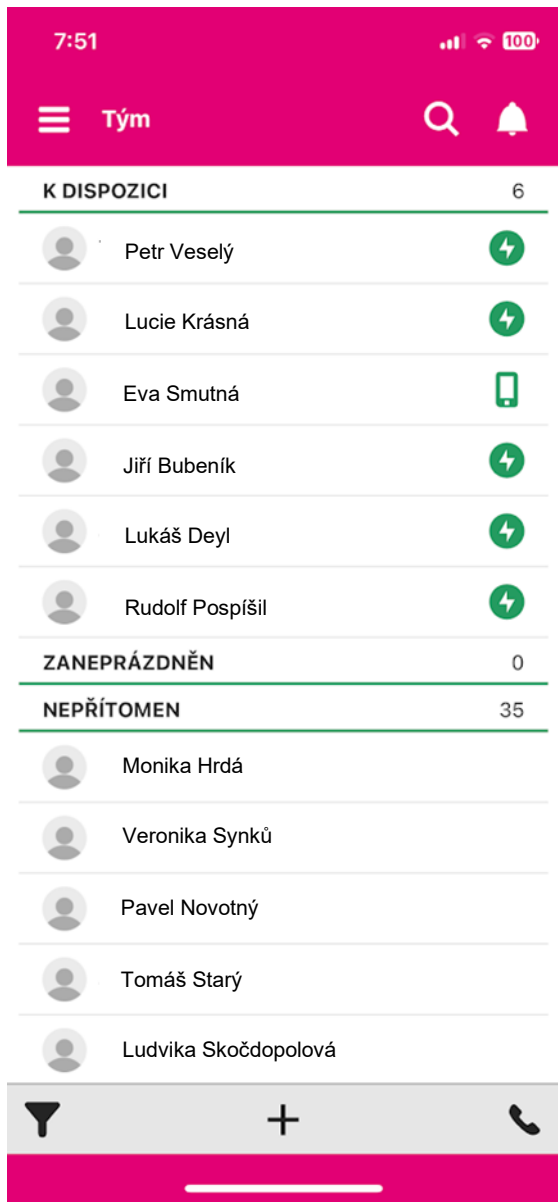 7:51
100
Tým
K DISPOZICI 6
Petr Veselý
Lucie Krásná
Eva Smutná
Jiří Bubeník
Lukáš Deyl
Rudolf Pospíšil
ZANEPRÁZDNĚN 0
NEPŘÍTOMEN 35
Monika Hrdá
Veronika Synků
Pavel Novotný
Tomáš Starý
Ludvika Skočdopolová